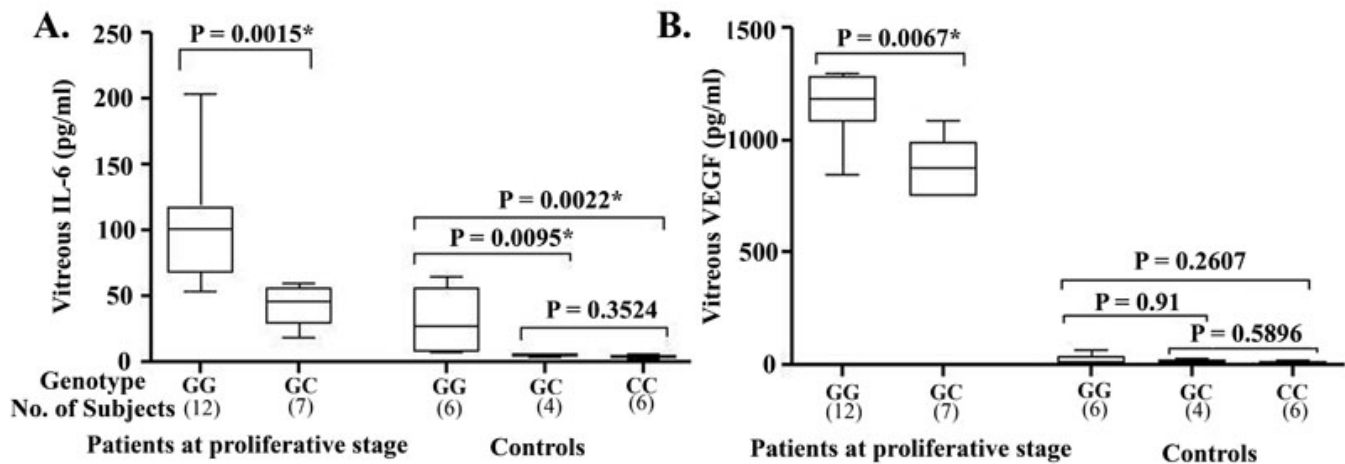 A.
250
200
150
100
50
0
Vitreous IL-6 (pg/ml)
P = 0.0015*
P = 0.0022*
P = 0.0095*
P = 0.3524
Genotype GG GC GG GC CC
No. of Subjects (12) (7) (6) (4) (6)
Patients at proliferative stage Controls
B.
1500
1000
500
0
Vitreous VEGF (pg/ml)
P = 0.0067*
P = 0.2607
P = 0.91
P = 0.5896
GG GC GG GC CC
(12) (7) (6) (4) (6)
Patients at proliferative stage Controls